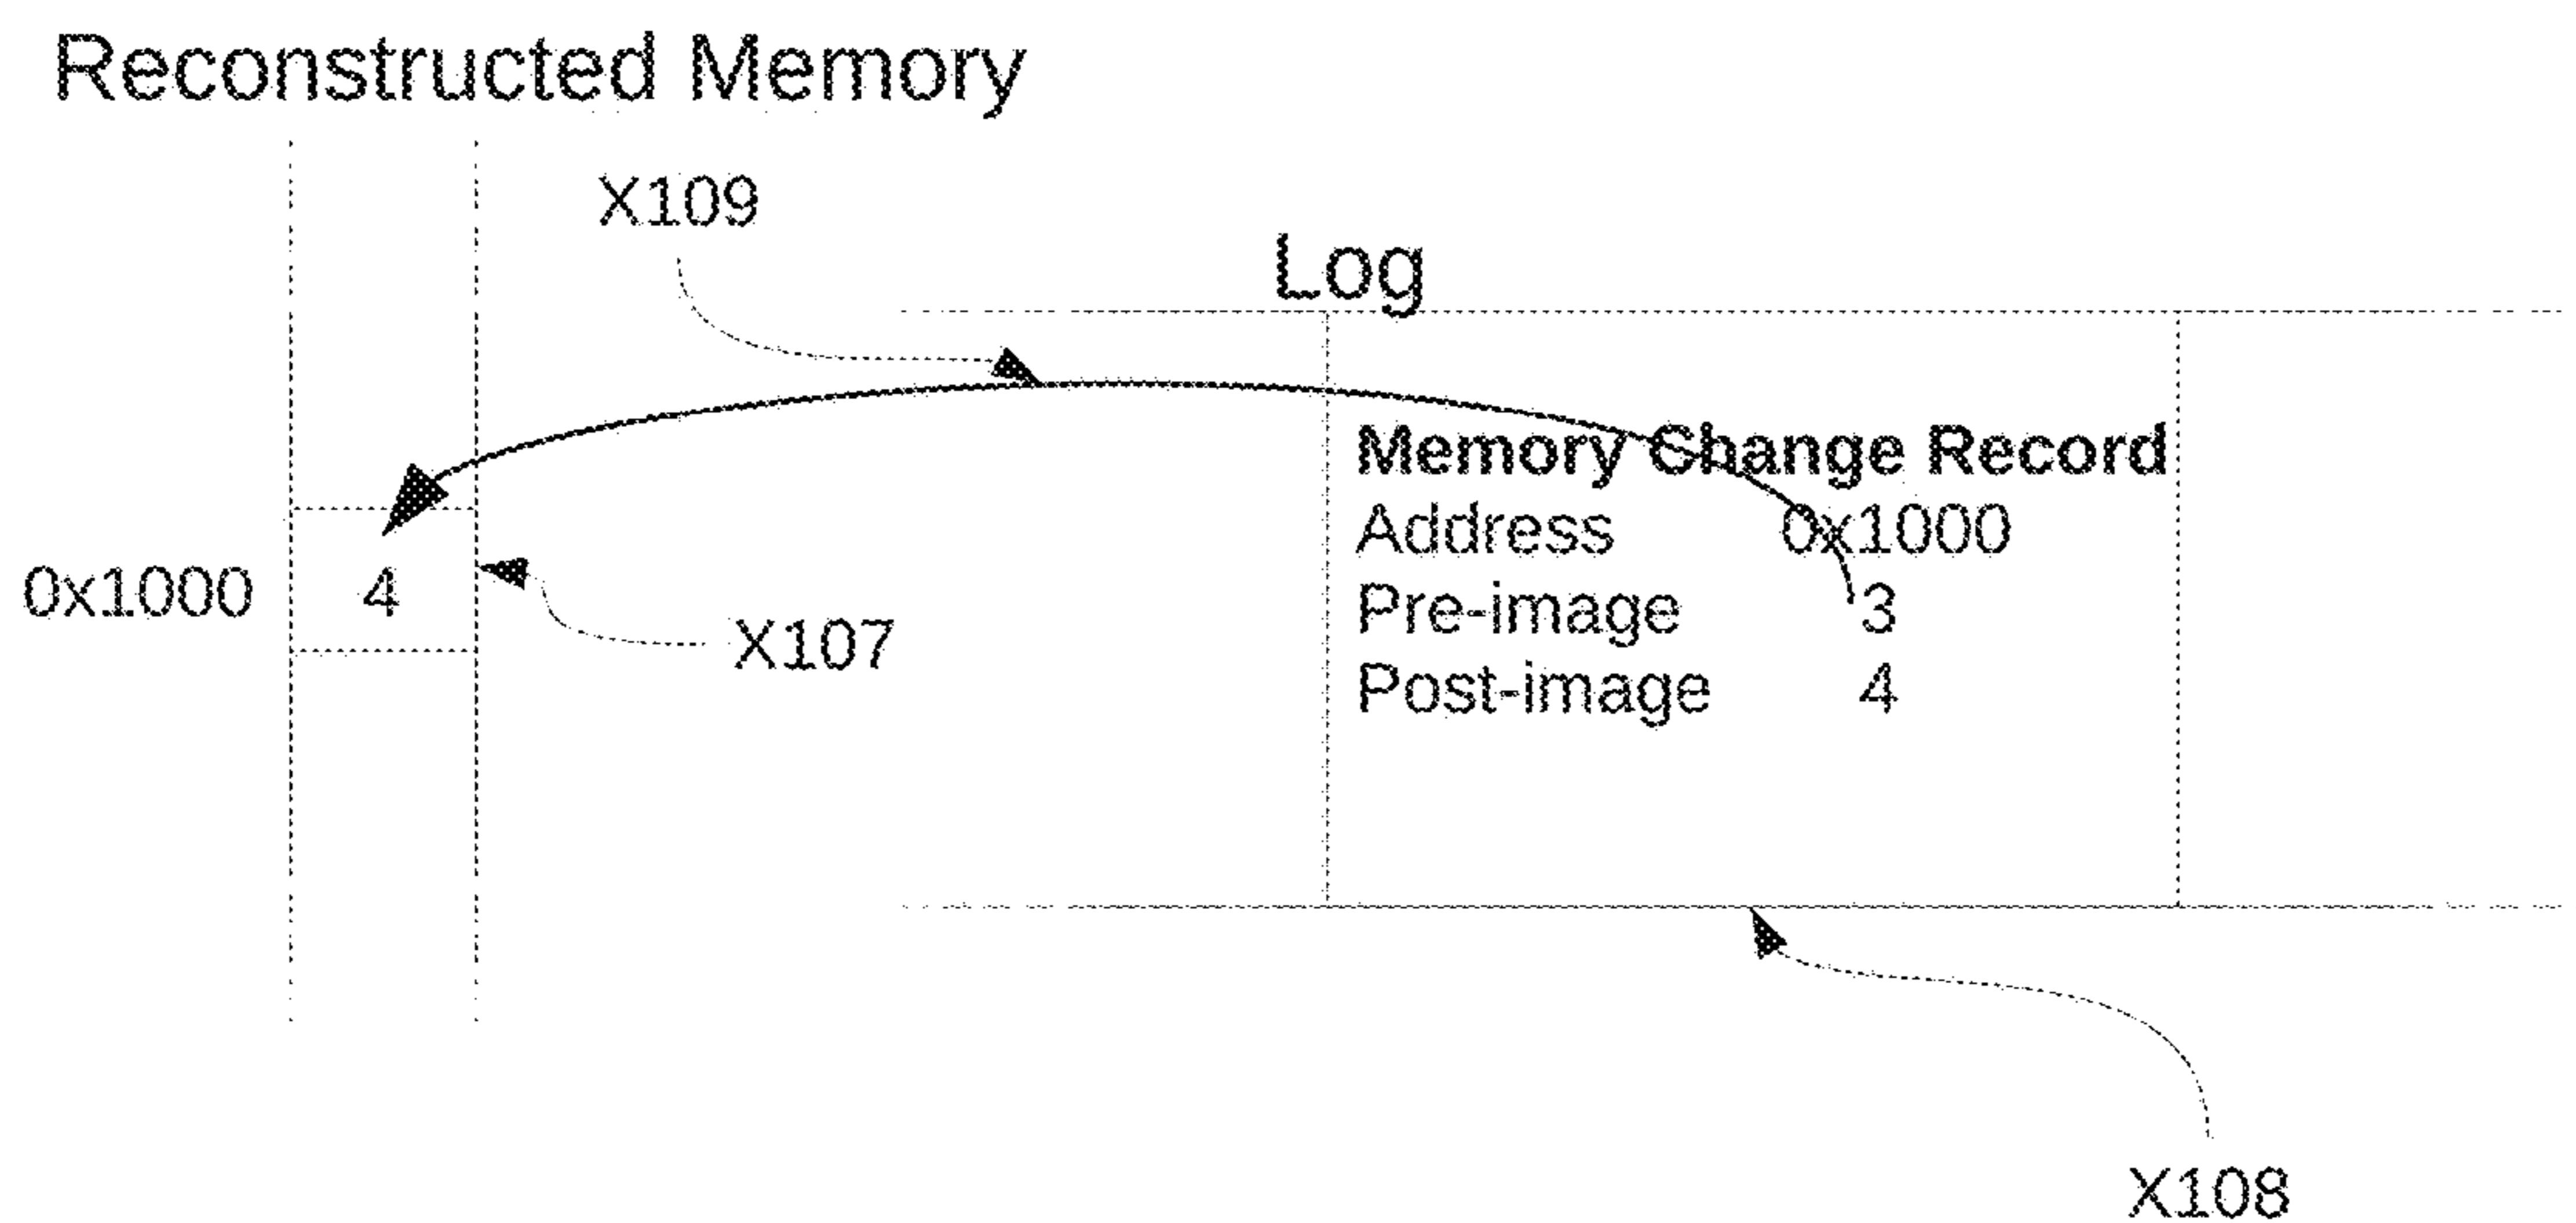 Reconstructed Memory
X109
Log
Memory Change Record
Address 0x1000
Pre-image 3
Post-image 4
0x1000 4
X107
X108